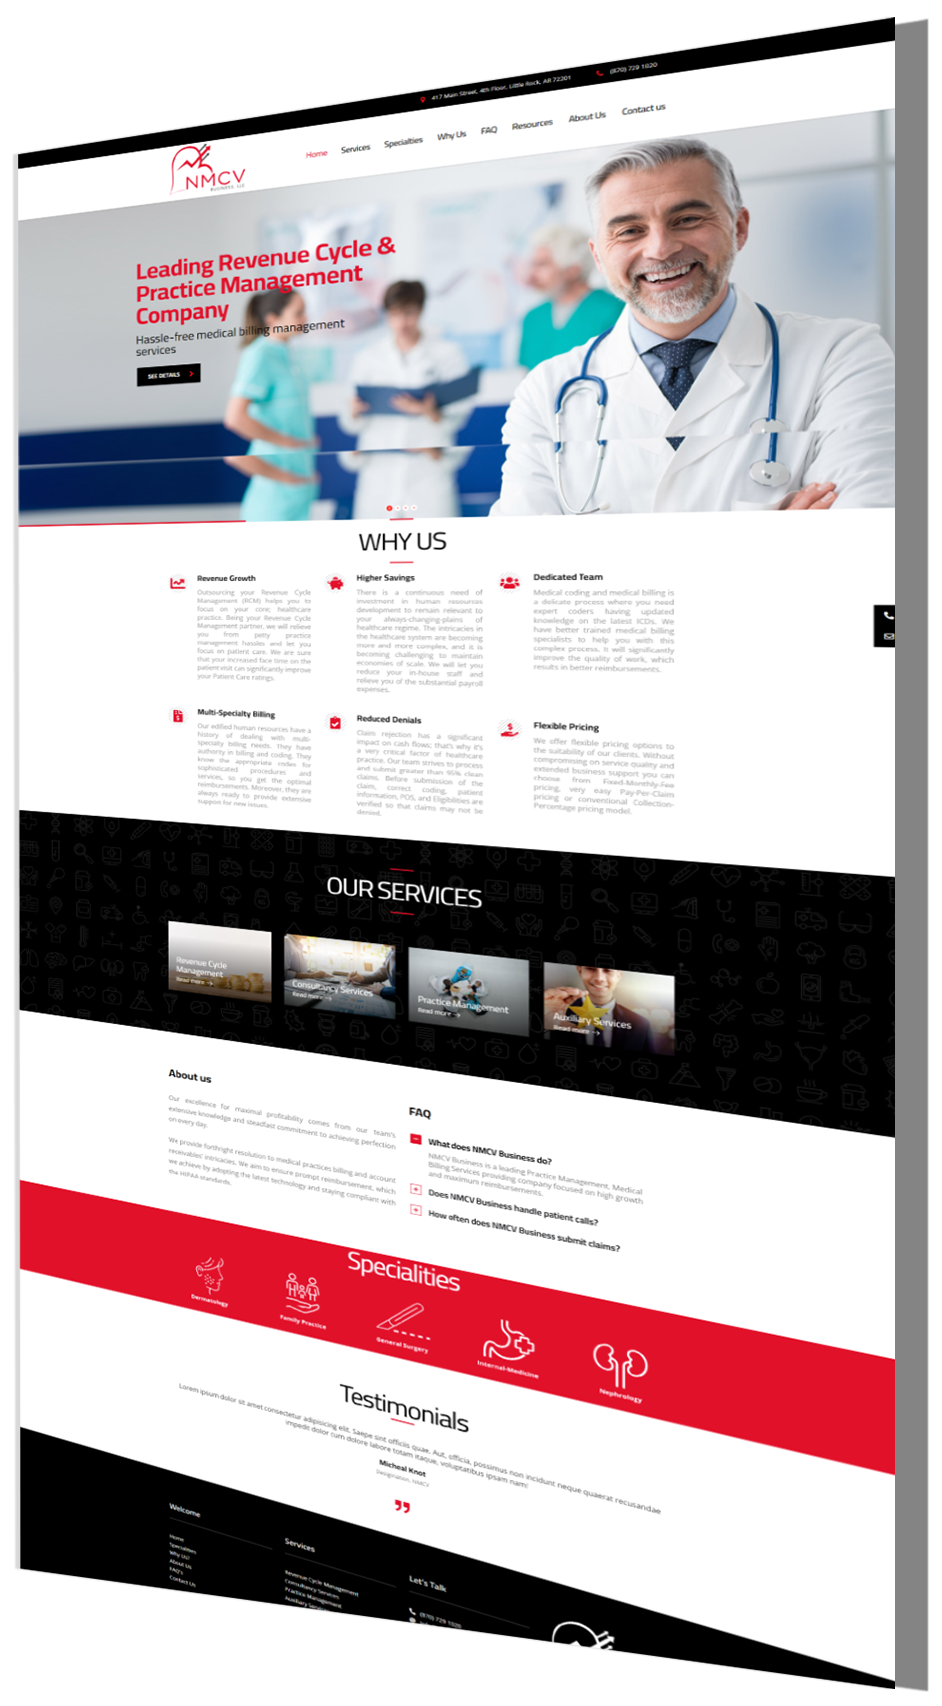 417 Main Street, 4th Floor, Little Rock, AR 72201
(870) 729 1020
NMCV
BUSINESS, LLC
Home
Services
Specialties
Why Us
FAQ
Resources
About Us
Contact us
Leading Revenue Cycle &
Practice Management
Company
Hassle-free medical billing management
services
SEE DETAILS
WHY US
Revenue Growth
Outsourcing your Revenue Cycle
Management (RCM) helps you to
focus on your core; healthcare
practice. Being your Revenue Cycle
Management partner, we will relieve
you from petty practice
management hassles and let you
focus on patient care. We are sure
that your increased face time on the
patient visit can significantly improve
your Patient Care ratings.
Higher Savings
There is a continuous need of
investment in human resources
development to remain relevant to
your always-changing-plains of
healthcare regime. The intricacies in
the healthcare system are becoming
more and more complex, and it is
becoming challenging to maintain
economies of scale. We will let you
reduce your in-house staff and
relieve you of the substantial payroll
expenses.
Dedicated Team
Medical coding and medical billing is
a delicate process where you need
expert coders having updated
knowledge on the latest ICDs. We
have better trained medical billing
specialists to help you with this
complex process. It will significantly
improve the quality of work, which
results in better reimbursements.
Multi-Specialty Billing
Our edified human resources have a
history of dealing with multi-
specialty billing needs. They have
authority in billing and coding. They
know the appropriate codes for
sophisticated procedures and
services, so you get the optimal
reimbursements. Moreover, they are
always ready to provide extensive
support for new issues.
Reduced Denials
Claim rejection has a significant
impact on cash flows; that's why it's
a very critical factor of healthcare
practice. Our team strives to process
and submit greater than 95% clean
claims. Before submission of the
claim, correct coding, patient
information, POS, and Eligibilities are
verified so that claims may not be
denied.
Flexible Pricing
We offer flexible pricing options to
the suitability of our clients. Without
compromising on service quality and
extended business support you can
choose from Fixed-Monthly-Fee
pricing, very easy Pay-Per-Claim
pricing or conventional Collection-
Percentage pricing model.
OUR SERVICES
Revenue Cycle
Management
Read more →
Consultancy Services
Read more →
Practice Management
Read more →
Auxiliary Services
Read more →
About us
Our excellence for maximal profitability comes from our team's
extensive knowledge and steadfast commitment to achieving perfection
on every day.
We provide forthright resolution to medical practices billing and account
receivables' intricacies. We aim to ensure prompt reimbursement, which
we achieve by adopting the latest technology and staying compliant with
the HIPAA standards.
FAQ
What does NMCV Business do?
NMCV Business is a leading Practice Management, Medical
Billing Services providing company focused on high growth
and maximum reimbursements.
Does NMCV Business handle patient calls?
How often does NMCV Business submit claims?
Specialities
Dermatology
Family Practice
General Surgery
Internal-Medicine
Nephrology
Testimonials
Lorem ipsum dolor sit amet consectetur adipisicing elit. Saepe sint officiis quae. Aut, officia, possimus non incidunt neque quaerat recusandae
impedit dolor cum dolore labore totam itaque, voluptatibus ipsam nam!
Micheal Knot
Designation, NMCV
Welcome
Home
Specialities
Why Us?
About Us
FAQ's
Contact Us
Services
Revenue Cycle Management
Consultancy Services
Practice Management
Auxiliary Services
Let's Talk
(870) 729 1020